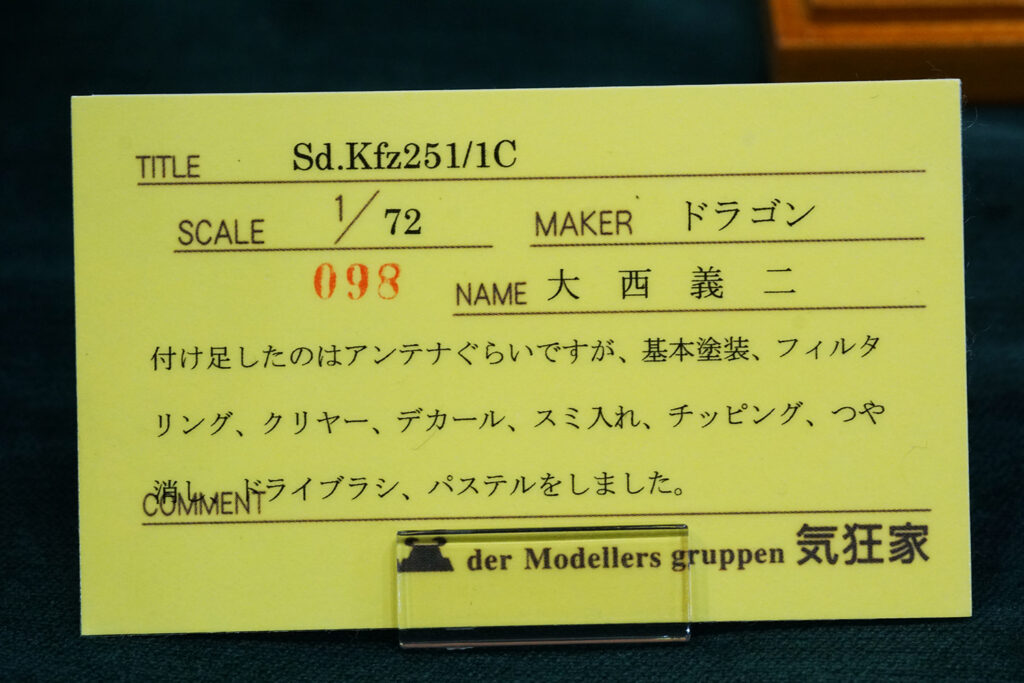 TITLE Sd.Kfz251/1C
SCALE 1/72 MAKER ドラゴン
098 NAME 大西義二
付け足したのはアンテナぐらいですが、基本塗装、フィルタ
リング、クリヤー、デカール、スミ入れ、チッピング、つや
消し、ドライブラシ、パステルをしました。
COMMENT
der Modellers gruppen 気狂家